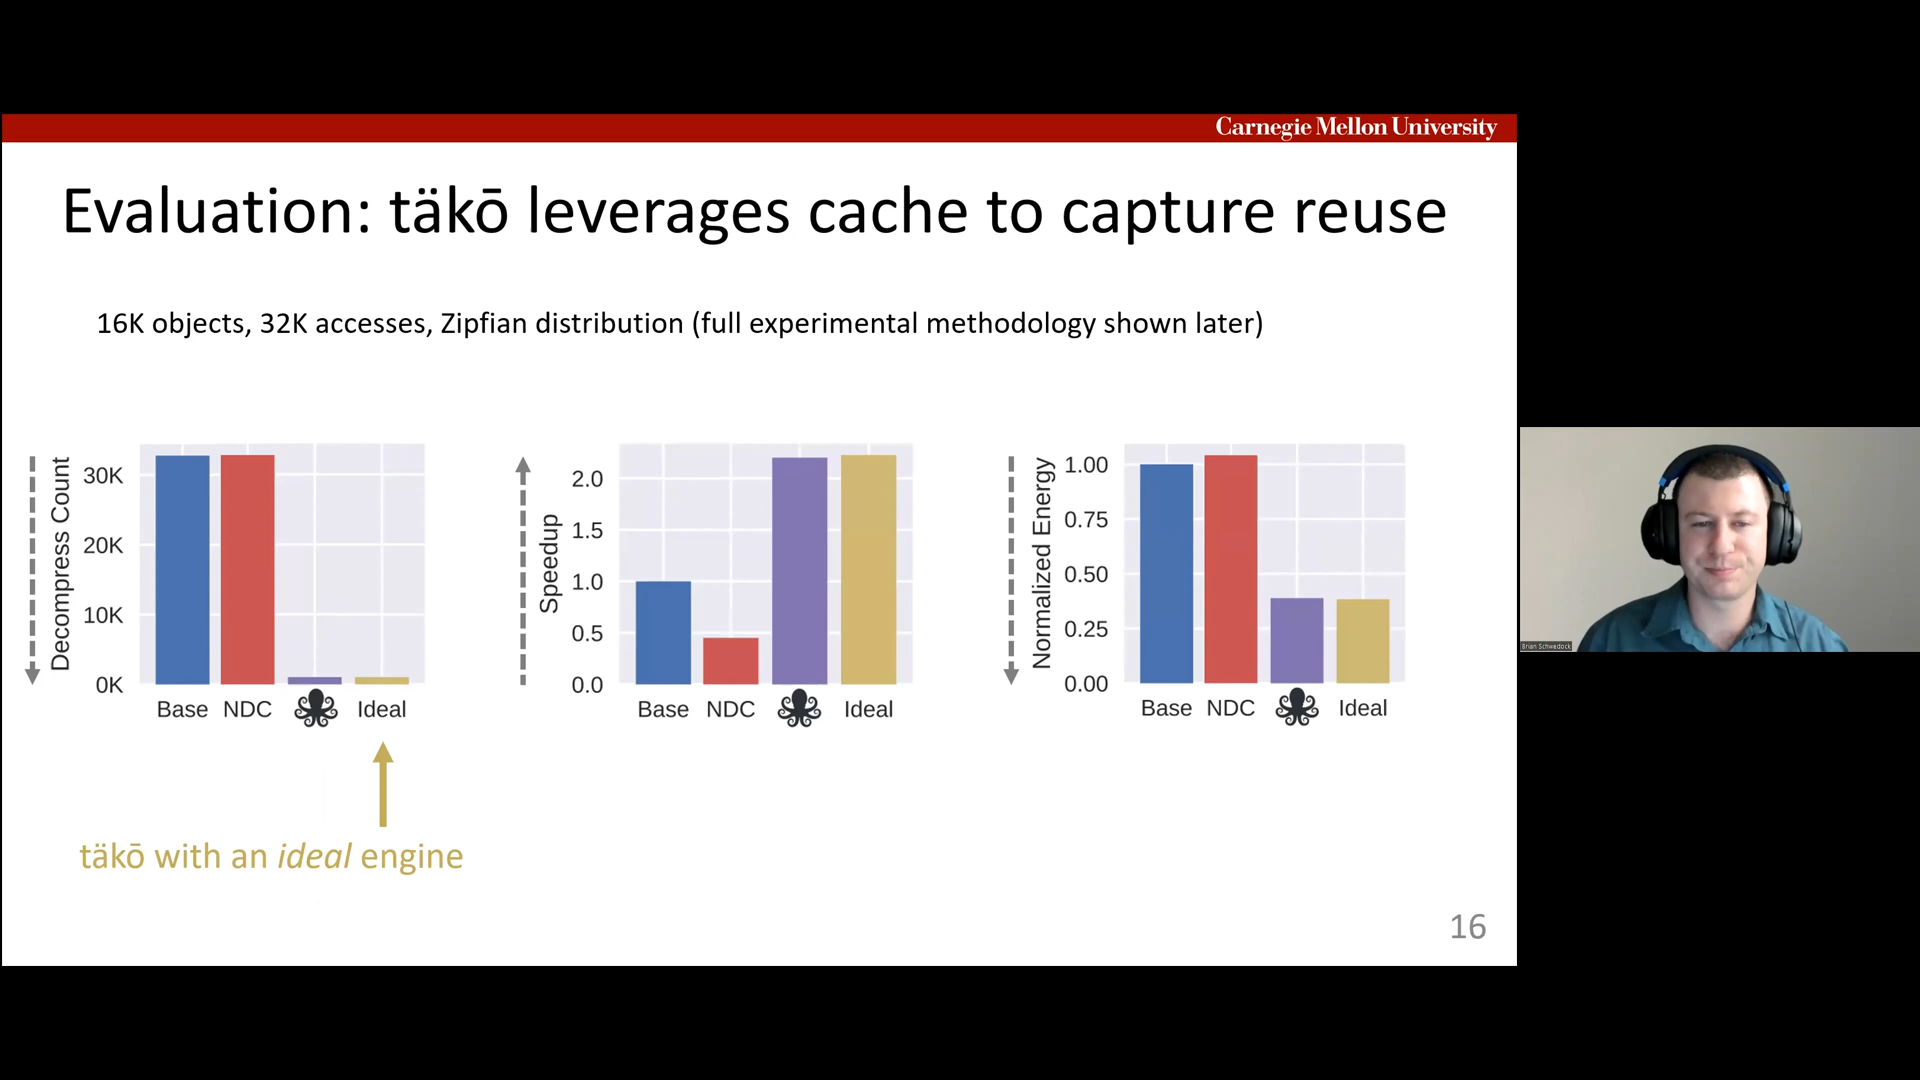 Carnegie Mellon University
Evaluation: täkō leverages cache to capture reuse
16K objects, 32K accesses, Zipfian distribution (full experimental methodology shown later)
Decompress Count
30K
20K
10K
0K
Base NDC Ideal
Speedup
2.0
1.5
1.0
0.5
0.0
Base NDC Ideal
Normalized Energy
1.00
0.75
0.50
0.25
0.00
Base NDC Ideal
täkō with an ideal engine
16
Brian Schwedock